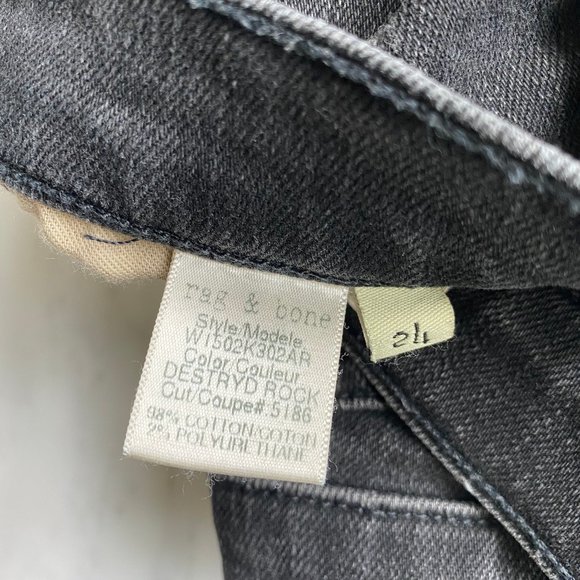 rag & bone
Style/Modele
W1502K302AR
Color Couleur
DESTRYD ROCK
Cut/Coupe# 5186
98% COTTON/COTON
2% POLYURETHANE
24